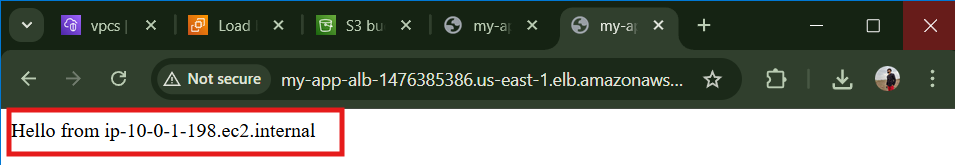 vpcs |
Load
S3 bu
my-ap
my-ap
Not secure
my-app-alb-1476385386.us-east-1.elb.amazonaws...
Hello from ip-10-0-1-198.ec2.internal